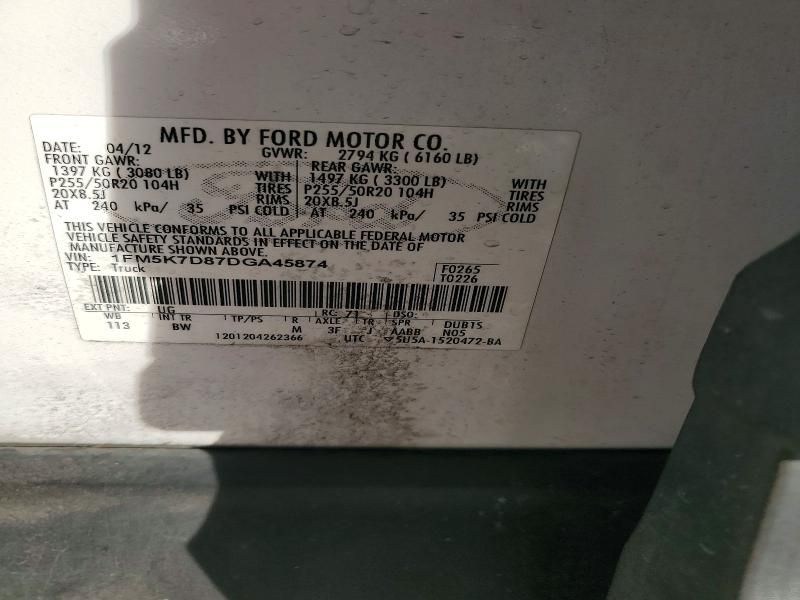 MFD. BY FORD MOTOR CO.
DATE: 04/12 GVWR: 2794 KG ( 6160 LB)
FRONT GAWR: REAR GAWR:
1397 KG ( 3080 LB) WITH 1497 KG ( 3300 LB) WITH
P255/50R20 104H TIRES P255/50R20 104H TIRES
20X8.5J RIMS 20X8.5J RIMS
AT 240 kPa/ 35 PSI COLD AT 240 kPa/ 35 PSI COLD
THIS VEHICLE CONFORMS TO ALL APPLICABLE FEDERAL MOTOR
VEHICLE SAFETY STANDARDS IN EFFECT ON THE DATE OF
MANUFACTURE SHOWN ABOVE.
VIN: 1FM5K7D87DGA45874 F0265
TYPE: Truck T0226
EXT PNT: UG RC: 71 DSO:
WB INT TR TP/PS R AXLE TR SPR DUB1S
113 BW M 3F J AABB N05
1201204262366 UTC 5U5A-1520472-BA